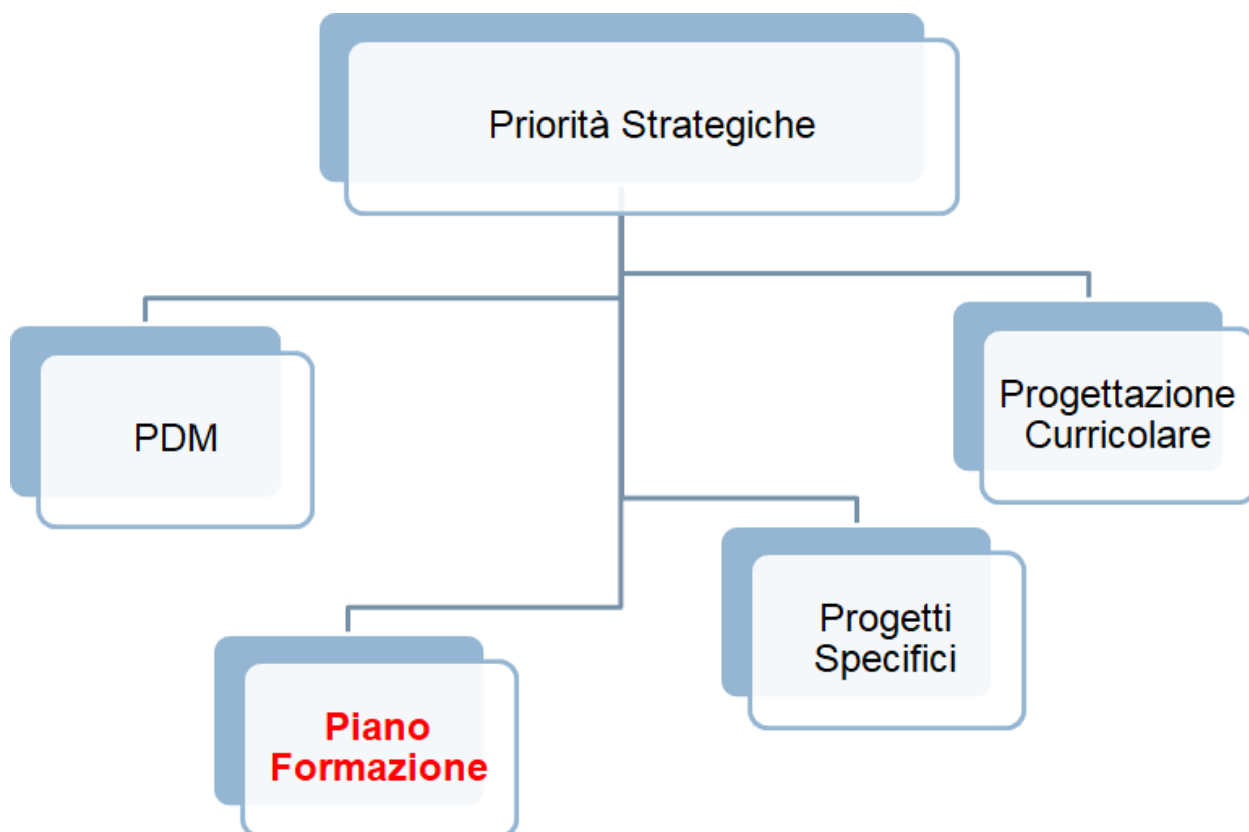 Priorità Strategiche
Progettazione
Curricolare
PDM
Progetti
Specifici
Piano
Formazione